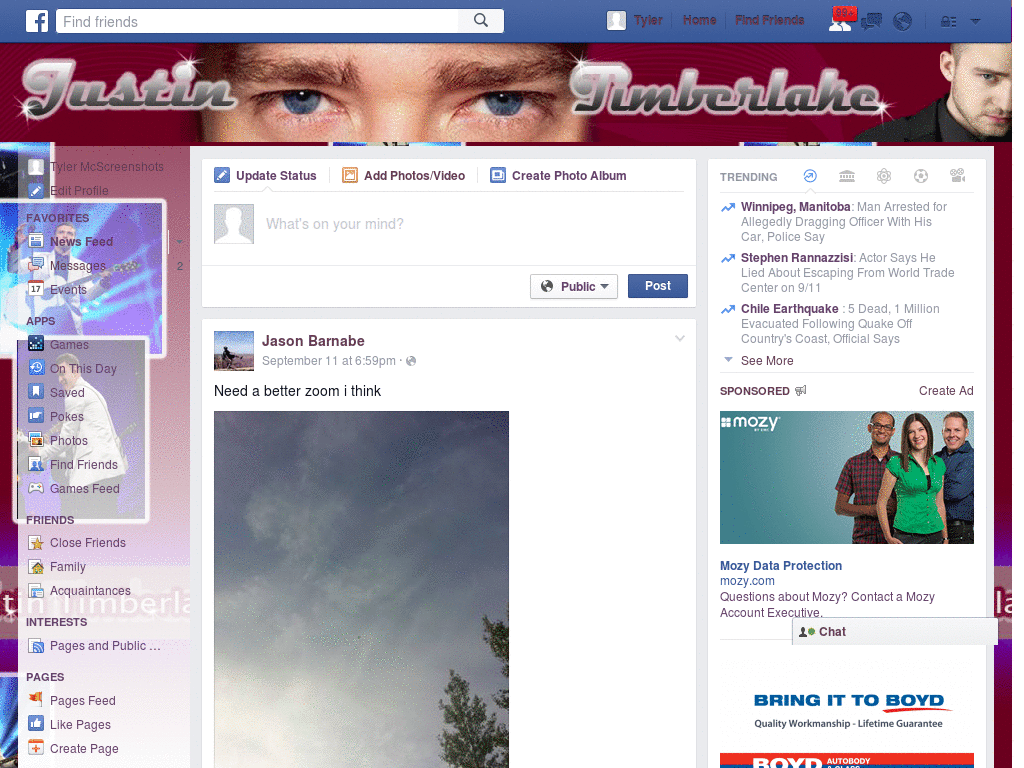 Find friends
Tyler
Home
Find Friends
Justin Timberlake
Tyler McScreenshots
Edit Profile
FAVORITES
News Feed
Messages
2
17
Events
APPS
Games
On This Day
Saved
Pokes
Photos
Find Friends
Games Feed
FRIENDS
Close Friends
Family
Acquaintances
INTERESTS
Pages and Public ...
PAGES
Pages Feed
Like Pages
Create Page
Update Status
Add Photos/Video
Create Photo Album
What's on your mind?
Public
Post
Jason Barnabe
September 11 at 6:59pm ·
Need a better zoom i think
TRENDING
Winnipeg, Manitoba: Man Arrested for
Allegedly Dragging Officer With His
Car, Police Say
Stephen Rannazzisi: Actor Says He
Lied About Escaping From World Trade
Center on 9/11
Chile Earthquake : 5 Dead, 1 Million
Evacuated Following Quake Off
Country's Coast, Official Says
See More
SPONSORED
Create Ad
mozy
Mozy Data Protection
mozy.com
Questions about Mozy? Contact a Mozy
Account Executive.
Chat
BRING IT TO BOYD
Quality Workmanship - Lifetime Guarantee
BOYD
AUTOBODY
& GLASS
tin Timberla